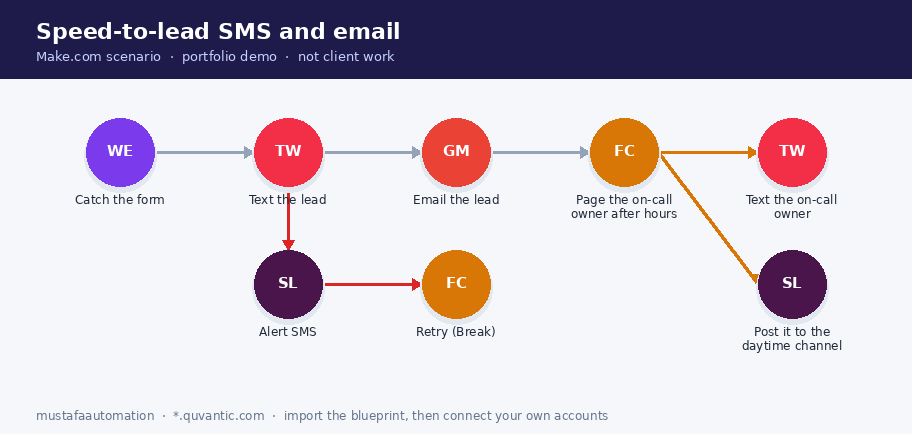 Speed-to-lead SMS and email
Make.com scenario · portfolio demo · not client work
WE
TW
GM
FC
TW
Catch the form
Text the lead
Email the lead
Page the on-call
owner after hours
Text the on-call
owner
SL
FC
SL
Alert SMS
Retry (Break)
Post it to the
daytime channel
mustafaautomation · *.quvantic.com · import the blueprint, then connect your own accounts